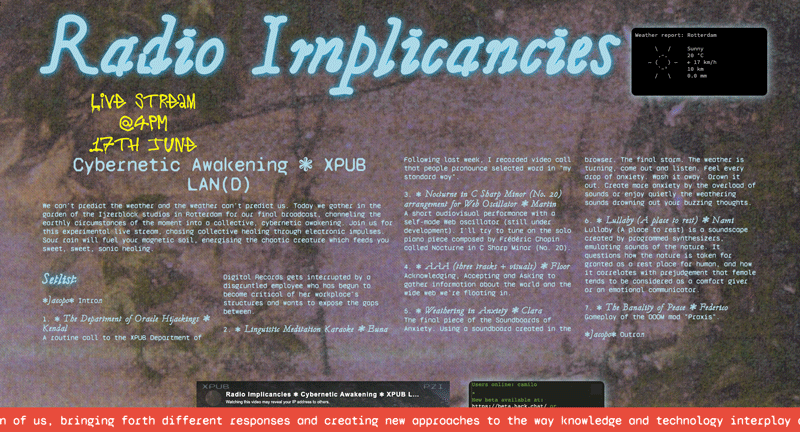 Radio Implicancies
Weather report: Rotterdam
Sunny
20 °C
17 km/h
10 km
0.0 mm
LiVE STREAM
@4PM
17TH JUNE
Cybernetic Awakening ❃ XPUB
LAN(D)
We can't predict the weather and the weather can't predict us. Today we gather in the
garden of the Ijzerblock studios in Rotterdam for our final broadcast, channeling the
earthly circumstances of the moment into a collective, cybernetic awakening. Join us for
this experimental live stream, chasing collective healing through electronic impulses.
Sour rain will fuel your magnetic soil, energising the chaotic creature which feeds you
sweet, sweet, sonic healing.
Setlist
❃Jacopo❃ Intron
1. ❃ The Department of Oracle Hijackings ❃
Kendal
A routine call to the XPUB Department of
Digital Records gets interrupted by a
disgruntled employee who has begun to
become critical of her workplace's
structures and wants to expose the gaps
between.
2. ❃ Linguistic Meditation Karaoke ❃ Euna
Following last week, I recorded video call
that people pronounce selected word in "my
standard way".
3. ❃ Nocturne in C Sharp Minor (No. 20)
arrangement for Web Oscillator ❃ Martin
A short audiovisual performance with a
self-made Web oscillator (still under
development). I'll try to tune on the solo
piano piece composed by Frédéric Chopin
called Nocturne in C Sharp Minor (No. 20).
4. ❃ AAA (three tracks + visuals) ❃ Floor
Acknowledging, Accepting and Asking to
gather information about the world and the
wide web we're floating in.
5. ❃ Weathering in Anxiety ❃ Clara
The final piece of the Soundboards of
Anxiety. Using a soundboard created in the
browser. The final storm. The weather is
turning, come out and listen. Feel every
drop of anxiety. Wash it away. Drown it
out. Create more anxiety by the overload of
sounds or enjoy quietly the weathering
sounds drowning out your buzzing thoughts.
6. ❃ Lullaby (A place to rest) ❃ Nami
Lullaby (A place to rest) is a soundscape
created by programmed synthesizers,
emulating sounds of the nature. It
questions how the nature is taken for
granted as a rest place for human, and how
it correlates with prejudgement that female
tends to be considered as a comfort giver
or an emotional communicator.
7. ❃ The Banality of Peace ❃ Federico
Gameplay of the DOOM mod "Praxis"
❃Jacopo❃ Outron
XPUB
PZI
Radio Implicancies ❃ Cybernetic Awakening ❃ XPUB L...
Watching this video may reveal your IP address to others.
Users online: camilo
New beta available at:
https://beta.hack.chat/ or
n of us, bringing forth different responses and creating new approaches to the way knowledge and technology interplay